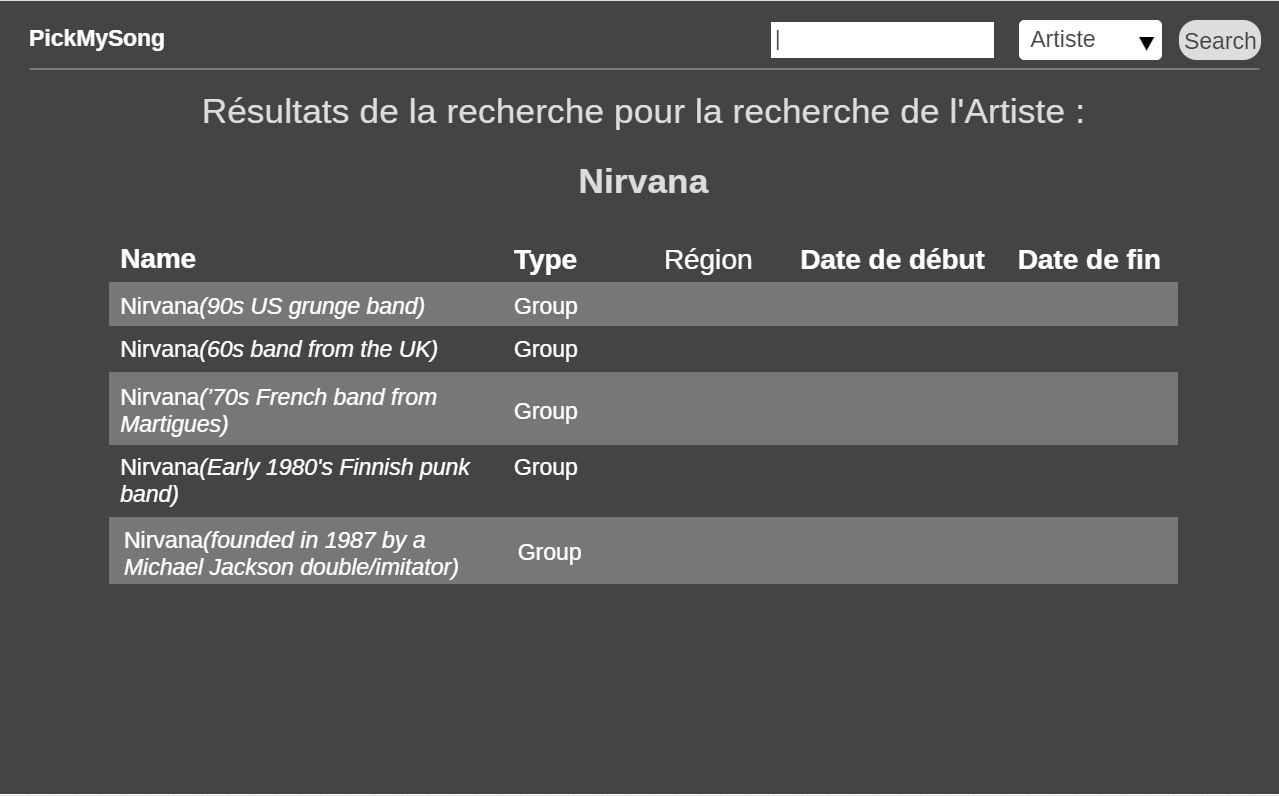 PickMySong
| Artiste ▼ Search
Résultats de la recherche pour la recherche de l'Artiste :
Nirvana
Name Type Région Date de début Date de fin
Nirvana(90s US grunge band) Group
Nirvana(60s band from the UK) Group
Nirvana(’70s French band from
Martigues) Group
Nirvana(Early 1980's Finnish punk Group
band)
Nirvana(founded in 1987 by a
Michael Jackson double/imitator) Group